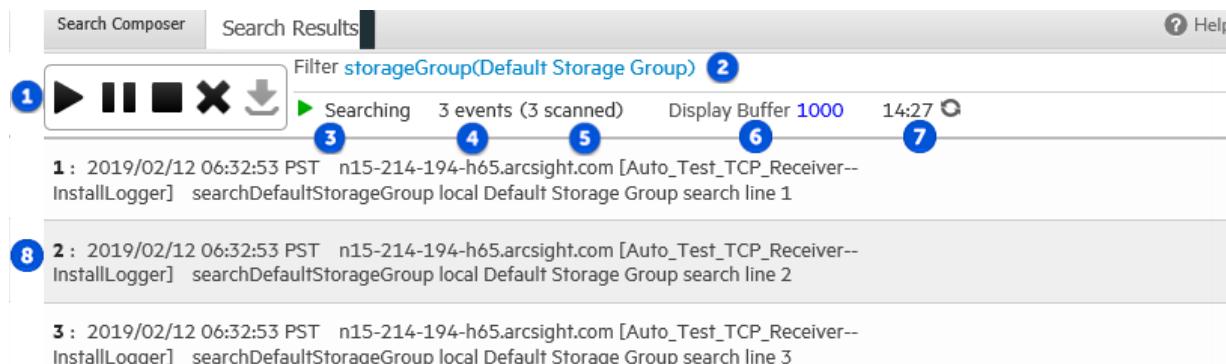 Search Composer Search Results Help
1 Filter storageGroup(Default Storage Group) 2
Searching 3 events (3 scanned) Display Buffer 1000 14:27
3 4 5 6 7
1 : 2019/02/12 06:32:53 PST n15-214-194-h65.arcsight.com [Auto_Test_TCP_Receiver--
InstallLogger] searchDefaultStorageGroup local Default Storage Group search line 1
8 2 : 2019/02/12 06:32:53 PST n15-214-194-h65.arcsight.com [Auto_Test_TCP_Receiver--
InstallLogger] searchDefaultStorageGroup local Default Storage Group search line 2
3 : 2019/02/12 06:32:53 PST n15-214-194-h65.arcsight.com [Auto_Test_TCP_Receiver--
InstallLogger] searchDefaultStorageGroup local Default Storage Group search line 3